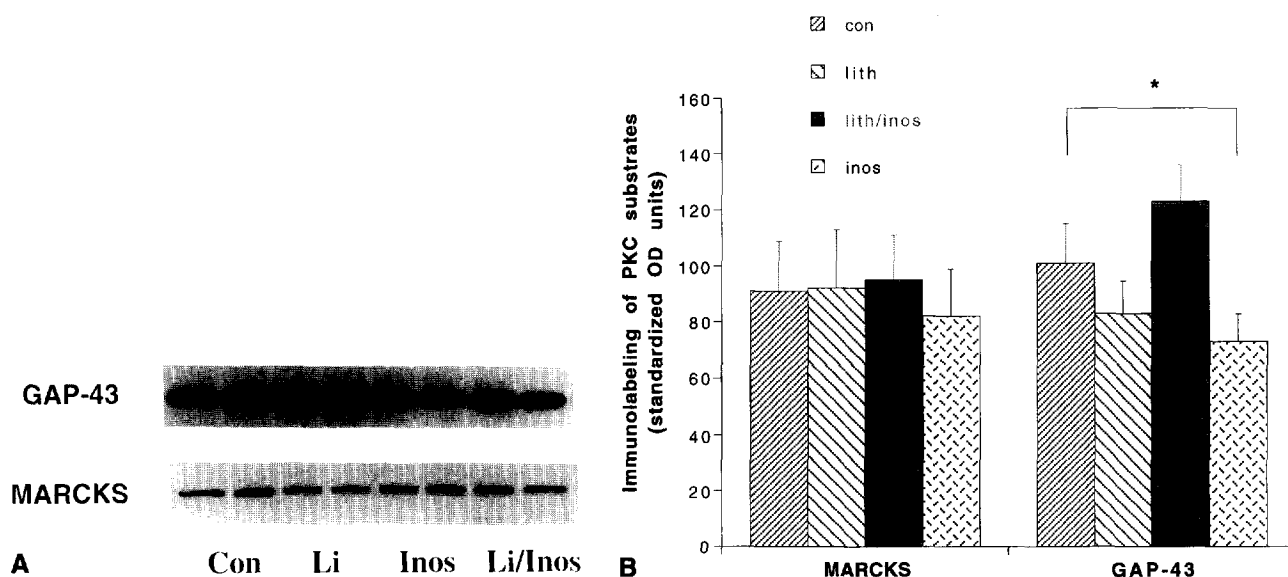 GAP-43
MARCKS
A
Con Li Inos Li/Inos
con
lith
lith/inos
inos
Immunolabeling of PKC substrates
(standardized OD units)
160
140
120
100
80
60
40
20
0
*
MARCKS GAP-43
B